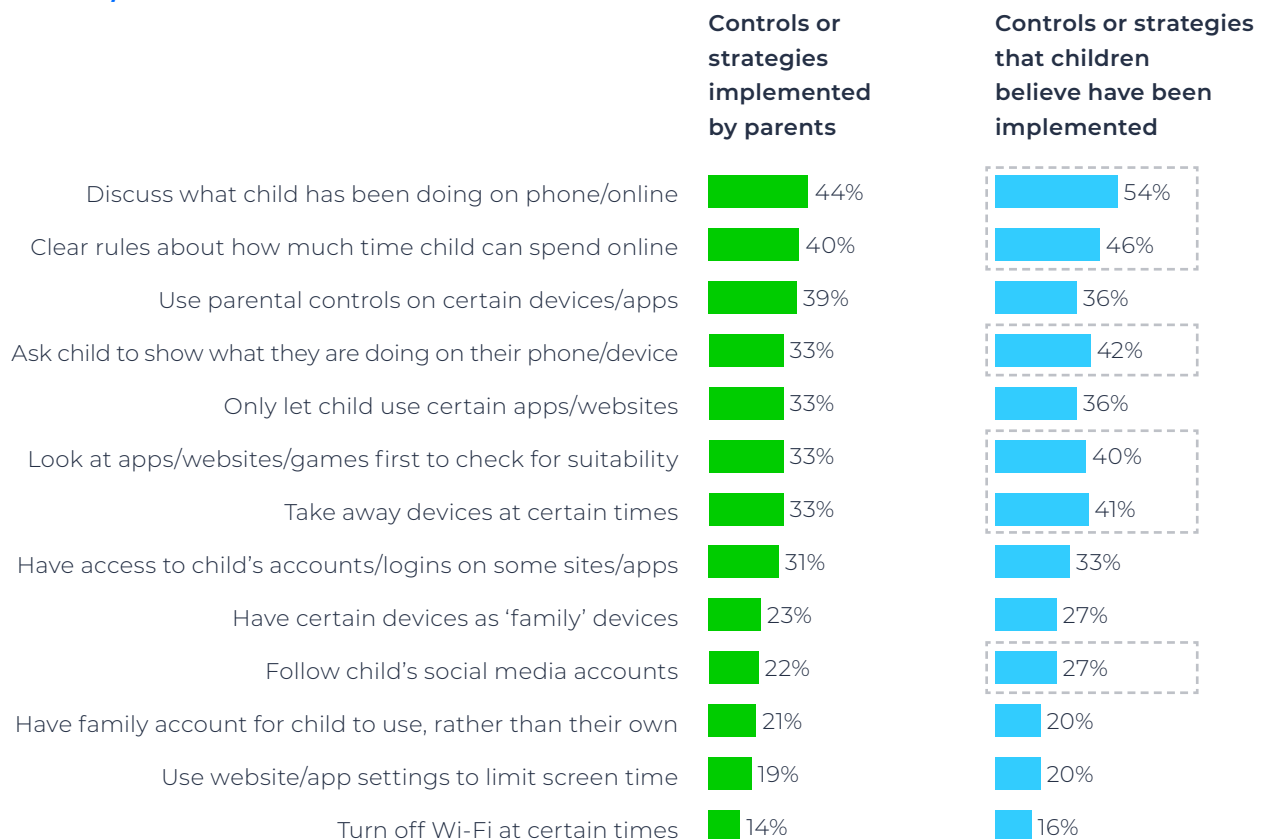 Controls or
strategies
implemented
by parents
Controls or strategies
that children
believe have been
implemented
Discuss what child has been doing on phone/online 44% 54%
Clear rules about how much time child can spend online 40% 46%
Use parental controls on certain devices/apps 39% 36%
Ask child to show what they are doing on their phone/device 33% 42%
Only let child use certain apps/websites 33% 36%
Look at apps/websites/games first to check for suitability 33% 40%
Take away devices at certain times 33% 41%
Have access to child’s accounts/logins on some sites/apps 31% 33%
Have certain devices as ‘family’ devices 23% 27%
Follow child’s social media accounts 22% 27%
Have family account for child to use, rather than their own 21% 20%
Use website/app settings to limit screen time 19% 20%
Turn off Wi-Fi at certain times 14% 16%